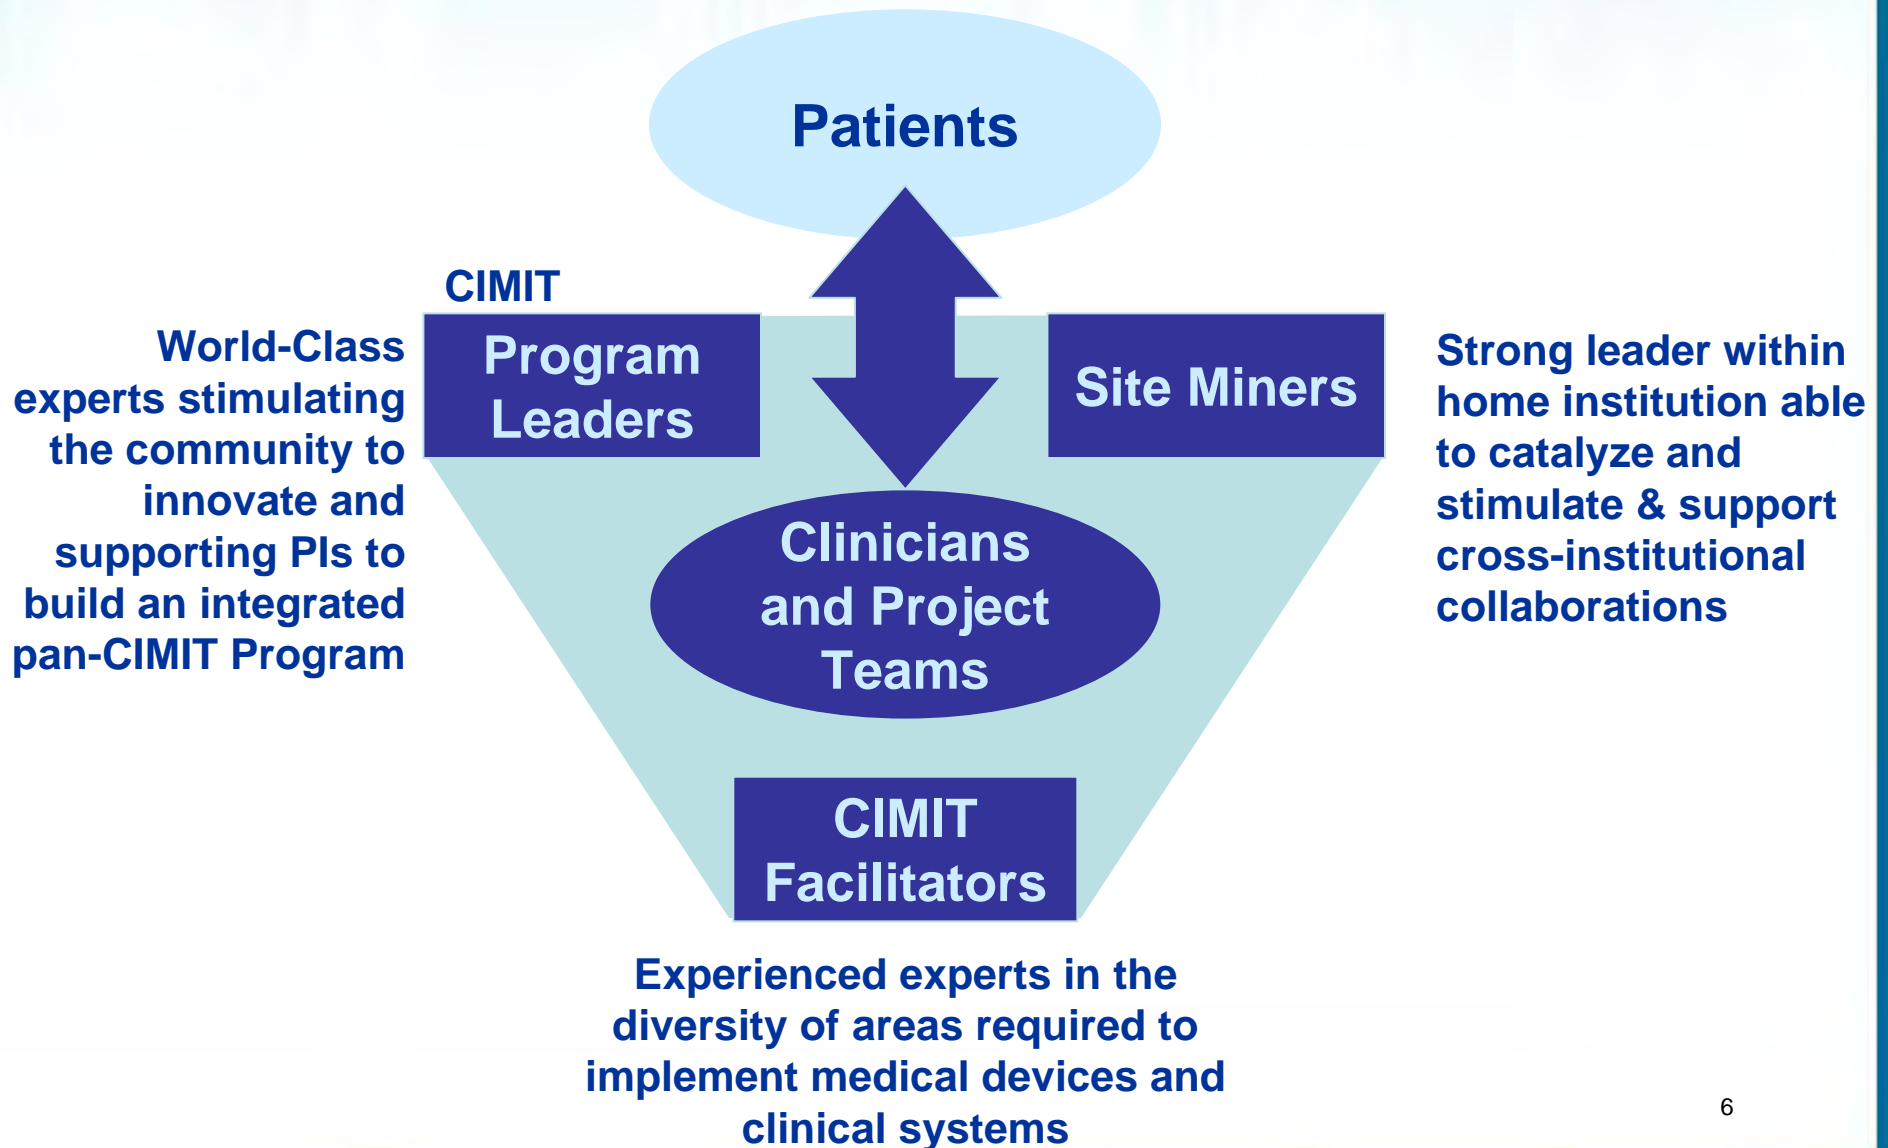 Patients
CIMIT
Program
Leaders
World-Class
experts stimulating
the community to
innovate and
supporting PIs to
build an integrated
pan-CIMIT Program
Site Miners
Strong leader within
home institution able
to catalyze and
stimulate & support
cross-institutional
collaborations
Clinicians
and Project
Teams
CIMIT
Facilitators
Experienced experts in the
diversity of areas required to
implement medical devices and
clinical systems
6